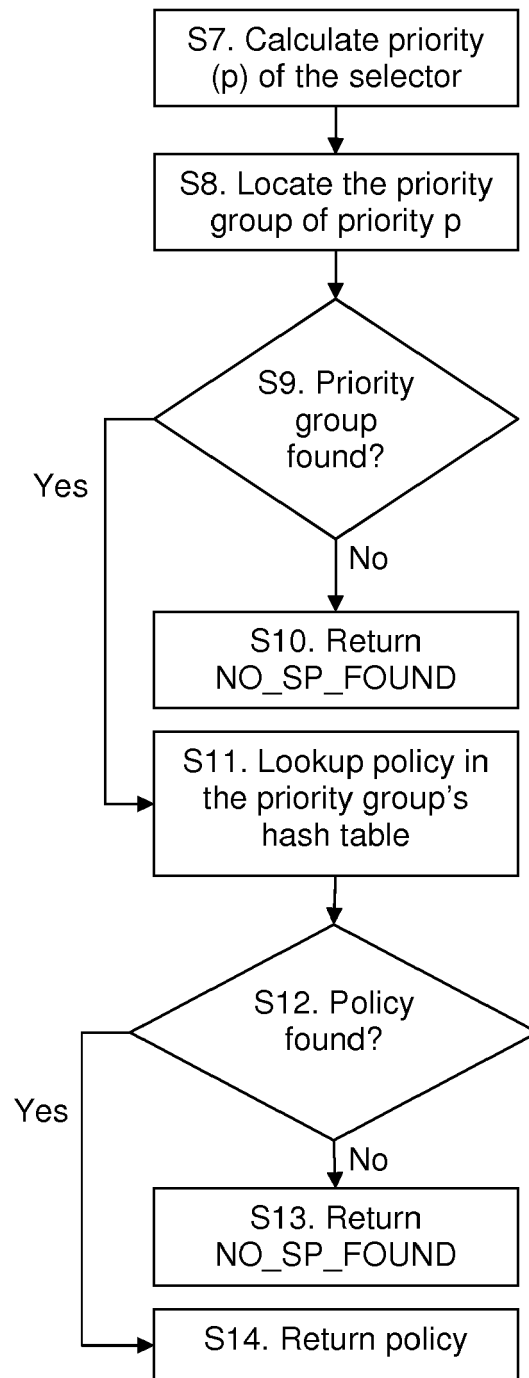 S7. Calculate priority
(p) of the selector
S8. Locate the priority
group of priority p
S9. Priority
group
found?
Yes
No
S10. Return
NO_SP_FOUND
S11. Lookup policy in
the priority group's
hash table
S12. Policy
found?
Yes
No
S13. Return
NO_SP_FOUND
S14. Return policy